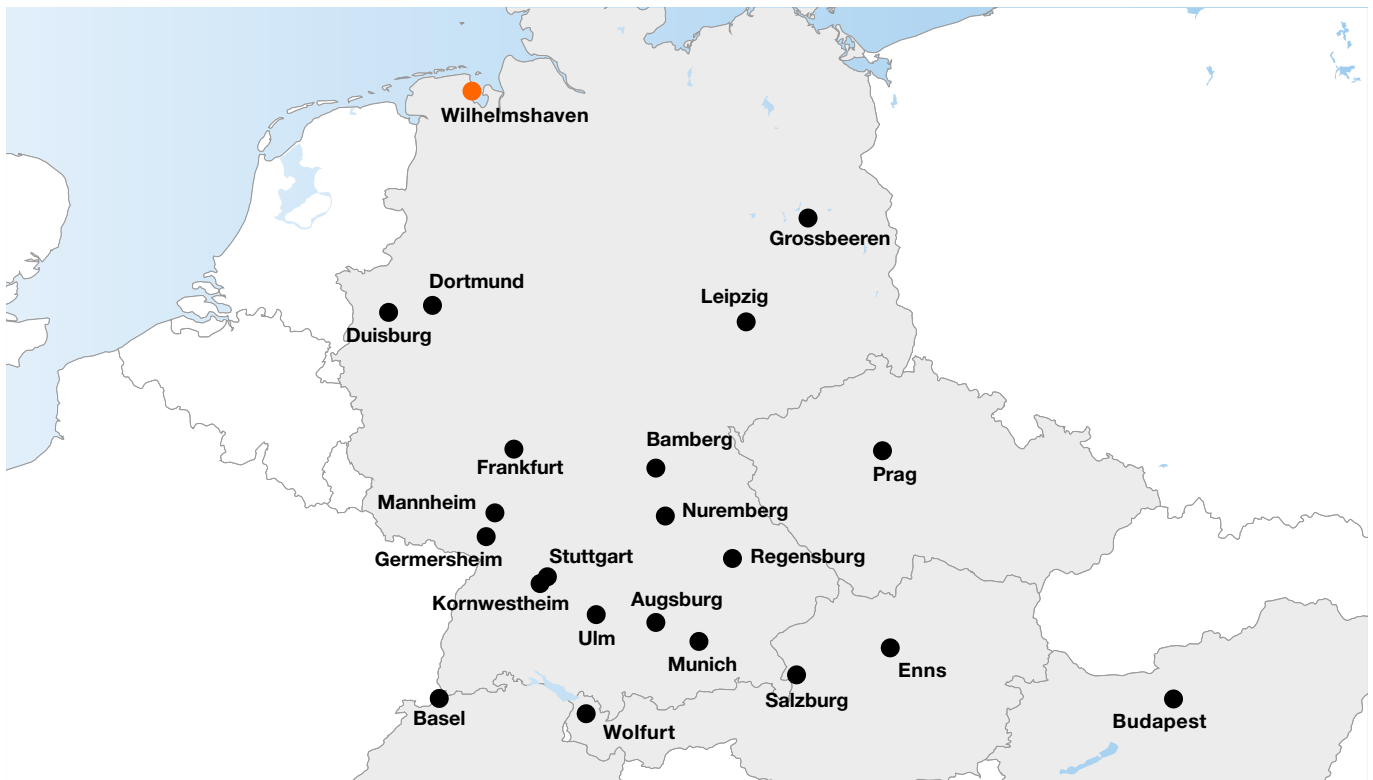 Wilhelmshaven
Grossbeeren
Dortmund
Leipzig
Duisburg
Bamberg
Frankfurt
Prag
Mannheim
Nuremberg
Germersheim
Stuttgart
Regensburg
Kornwestheim
Augsburg
Ulm
Munich
Enns
Salzburg
Basel
Budapest
Wolfurt